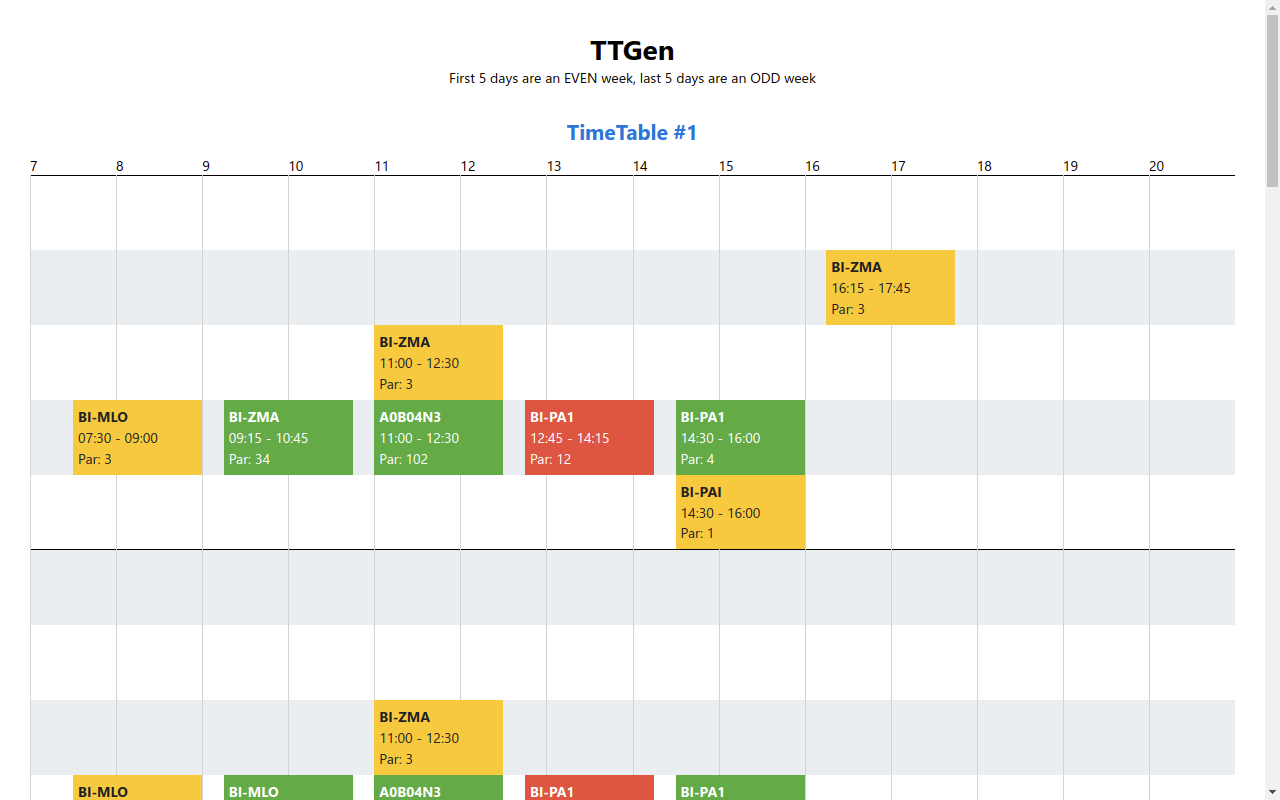 TTGen
First 5 days are an EVEN week, last 5 days are an ODD week
TimeTable #1
7 8 9 10 11 12 13 14 15 16 17 18 19 20
BI-ZMA
16:15 - 17:45
Par: 3
BI-ZMA
11:00 - 12:30
Par: 3
BI-MLO
07:30 - 09:00
Par: 3
BI-ZMA
09:15 - 10:45
Par: 34
A0B04N3
11:00 - 12:30
Par: 102
BI-PA1
12:45 - 14:15
Par: 12
BI-PA1
14:30 - 16:00
Par: 4
BI-PAI
14:30 - 16:00
Par: 1
BI-ZMA
11:00 - 12:30
Par: 3
BI-MLO
BI-MLO
A0B04N3
BI-PA1
BI-PA1